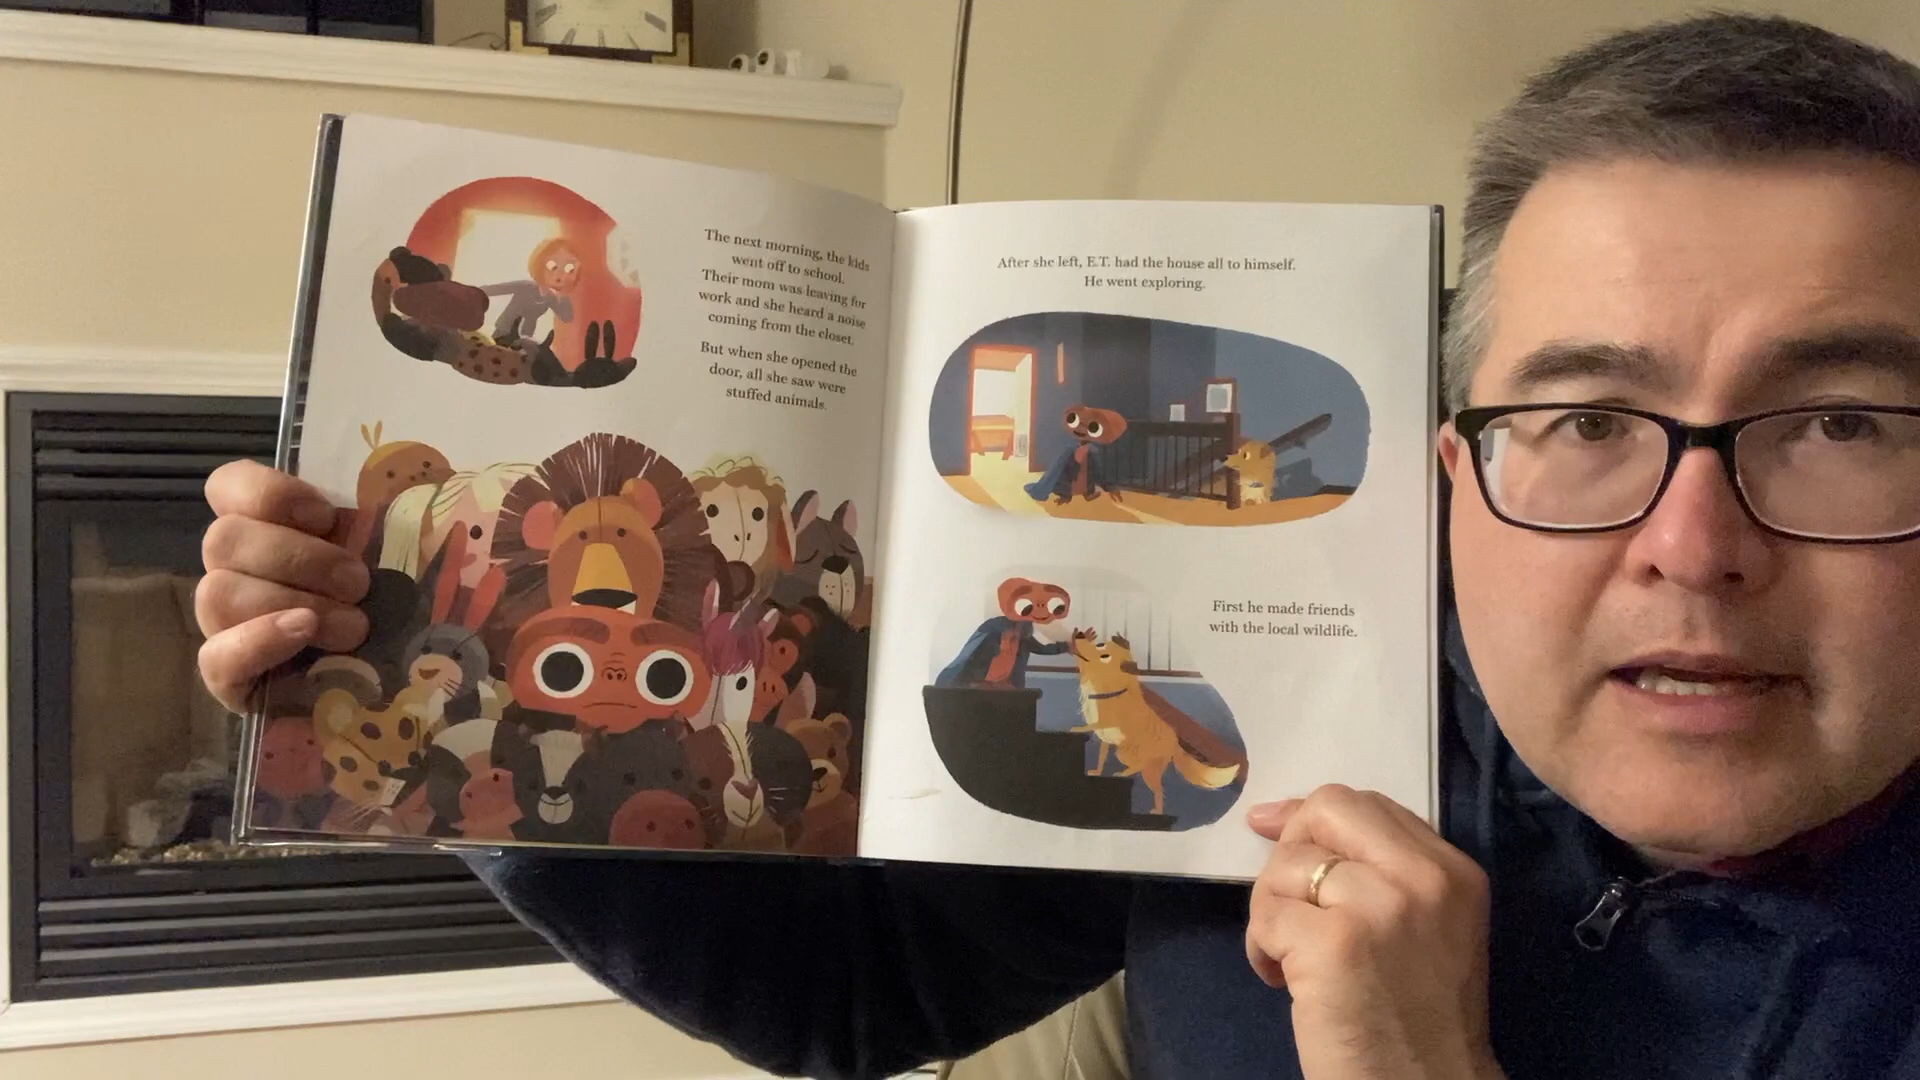 The next morning, the kids
went off to school.
Their mom was leaving for
work and she heard a noise
coming from the closet.
But when she opened the
door, all she saw were
stuffed animals.
After she left, E.T. had the house all to himself.
He went exploring.
First he made friends
with the local wildlife.